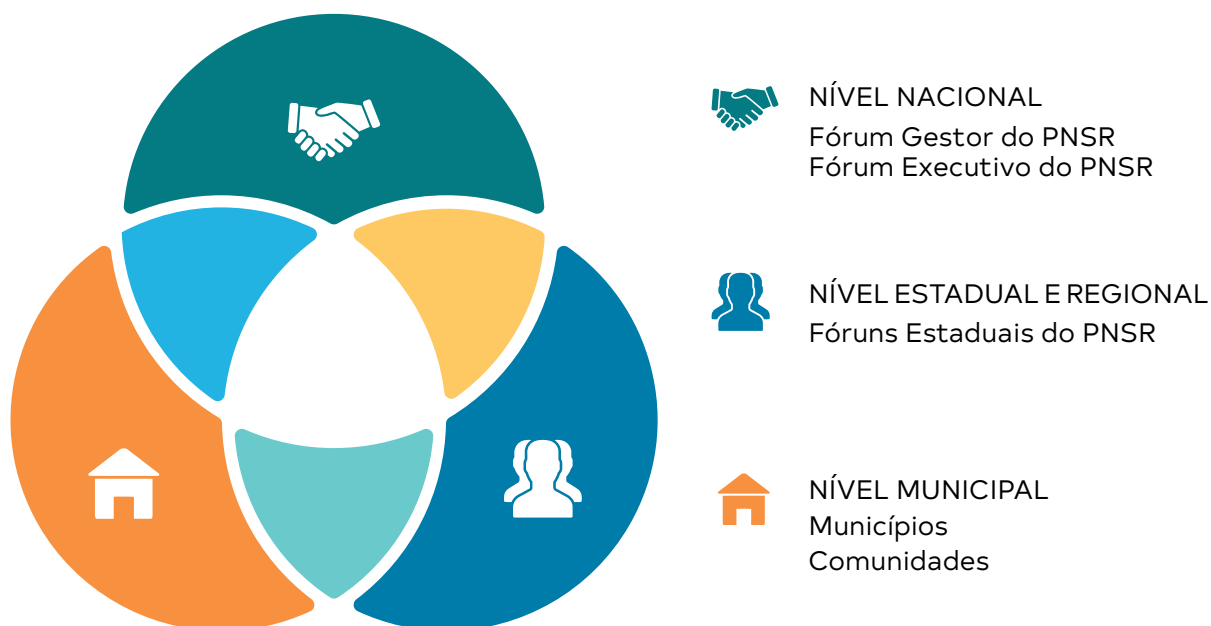 NÍVEL NACIONAL
Fórum Gestor do PNSR
Fórum Executivo do PNSR
NÍVEL ESTADUAL E REGIONAL
Fóruns Estaduais do PNSR
NÍVEL MUNICIPAL
Municípios
Comunidades